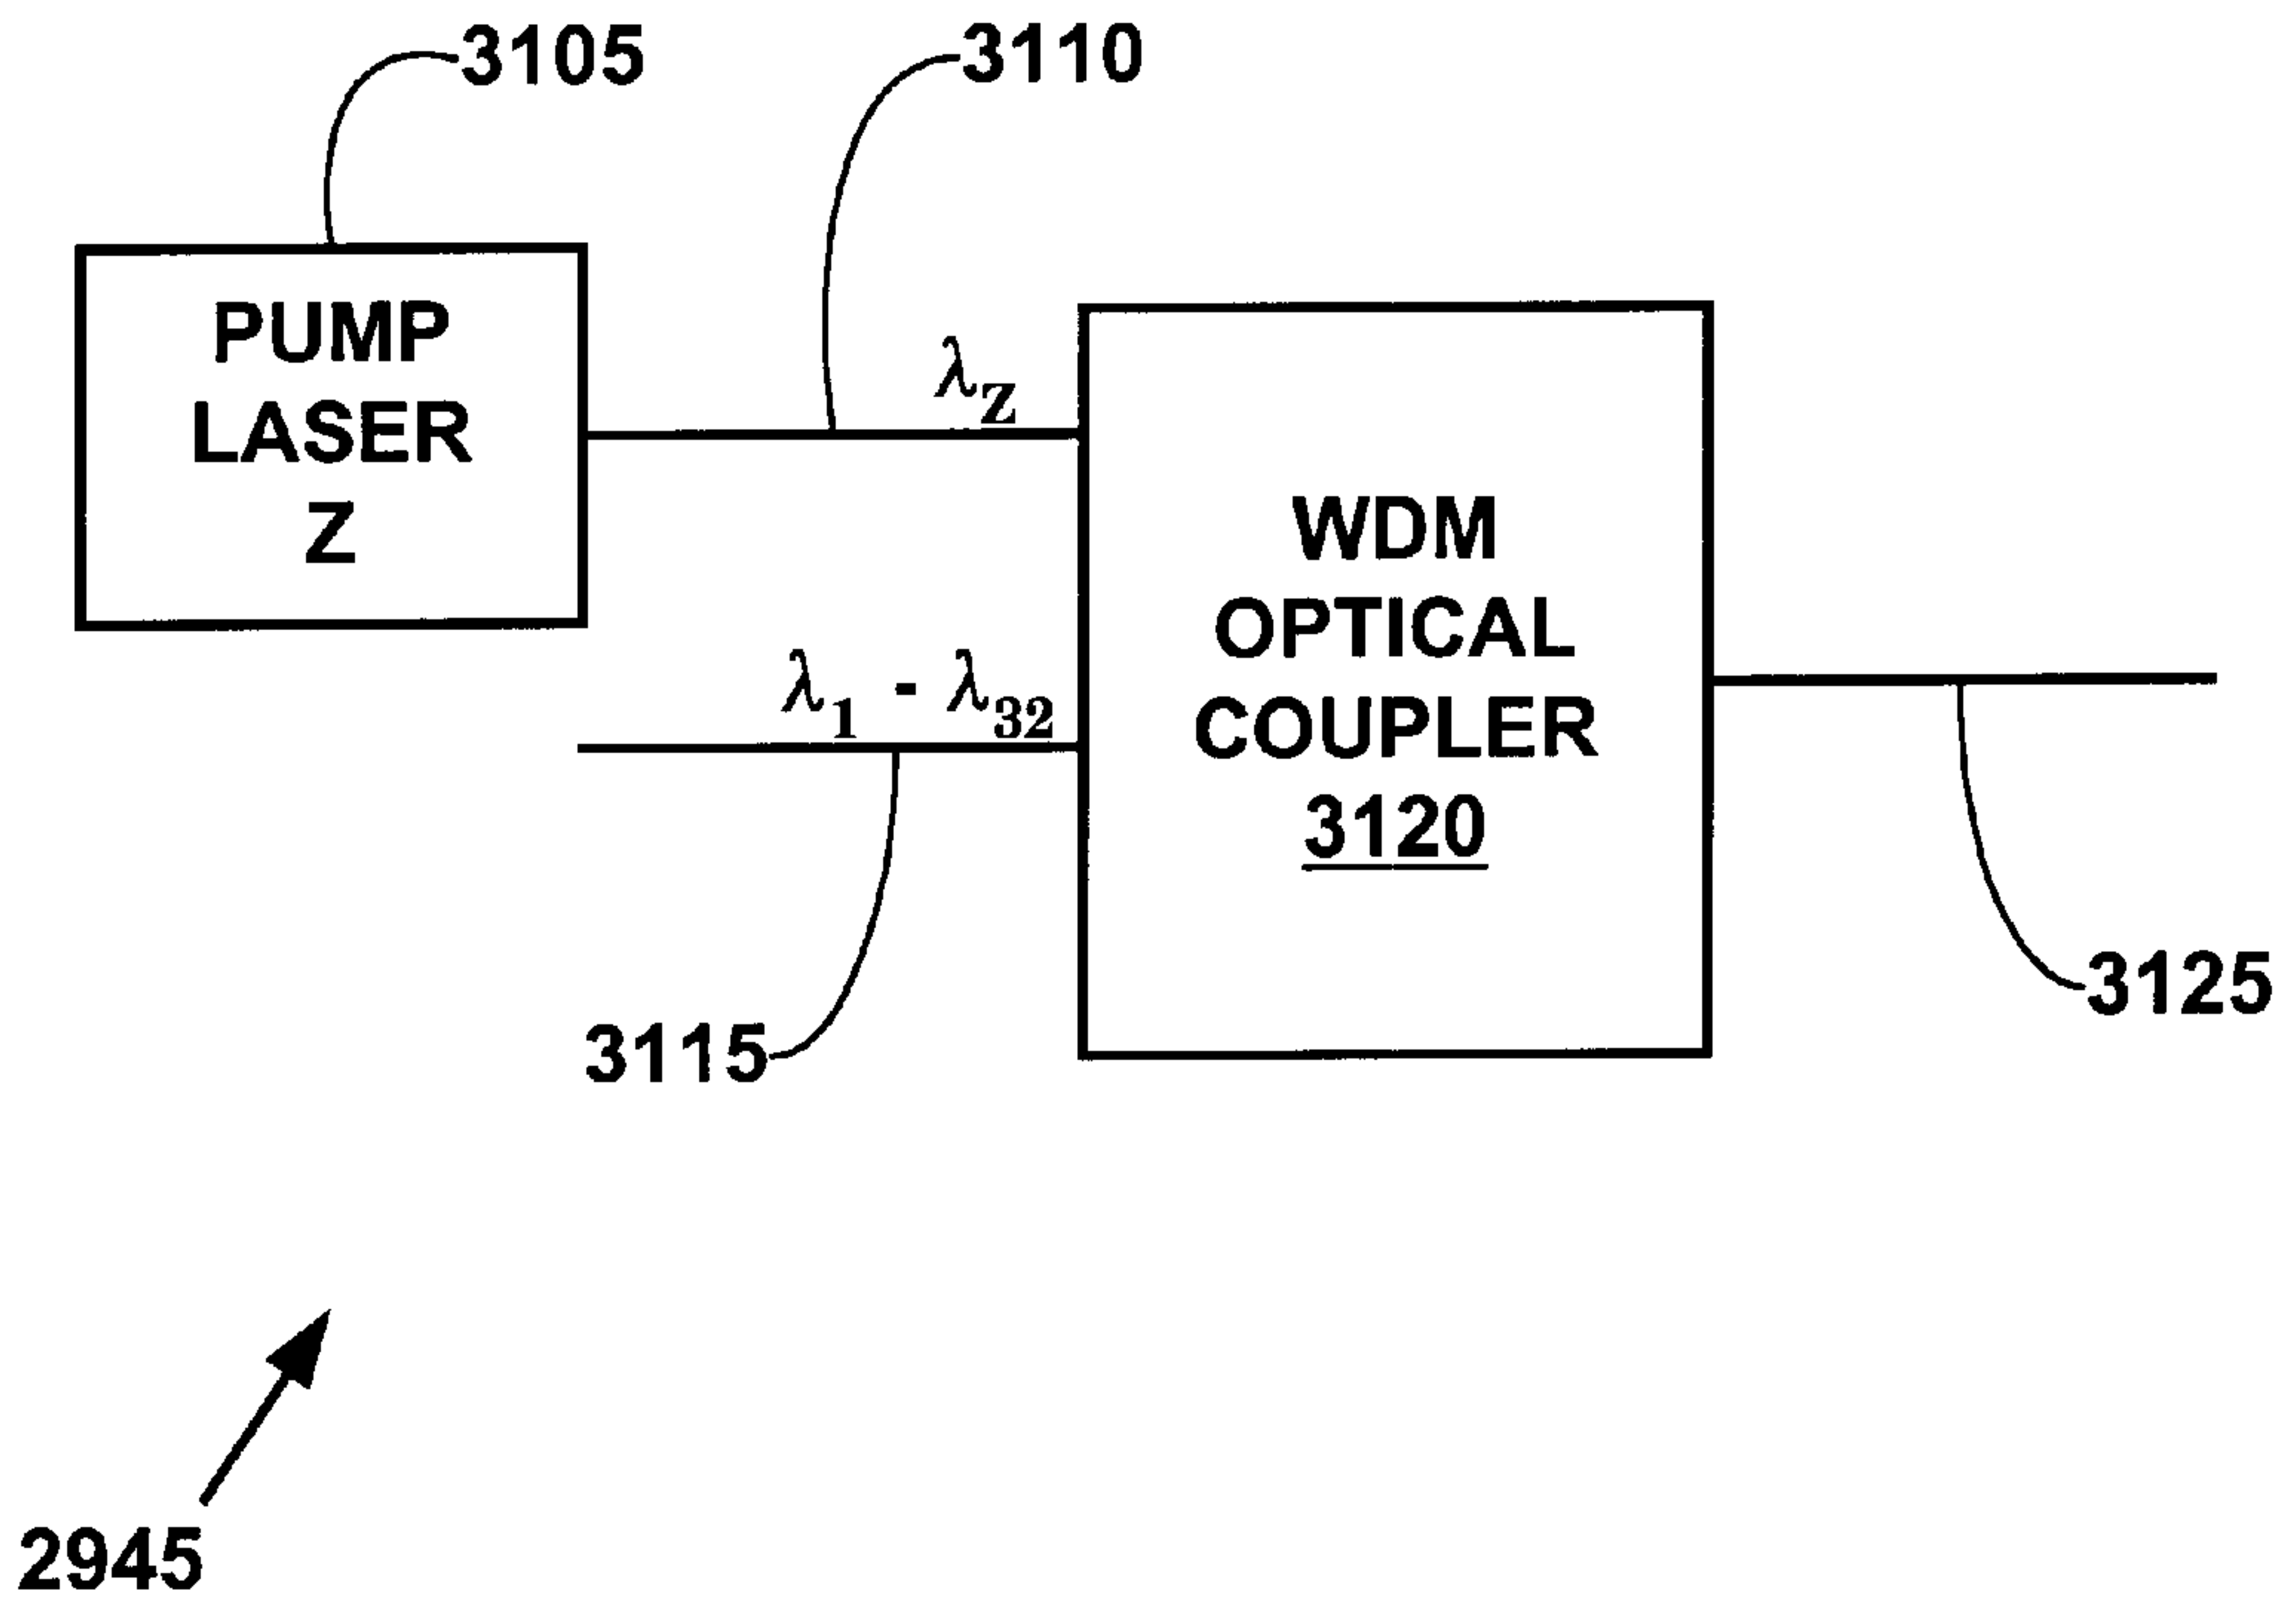 3105
3110
PUMP
LASER
Z
λZ
WDM
OPTICAL
COUPLER
3120
λ1 - λ32
3125
3115
2945